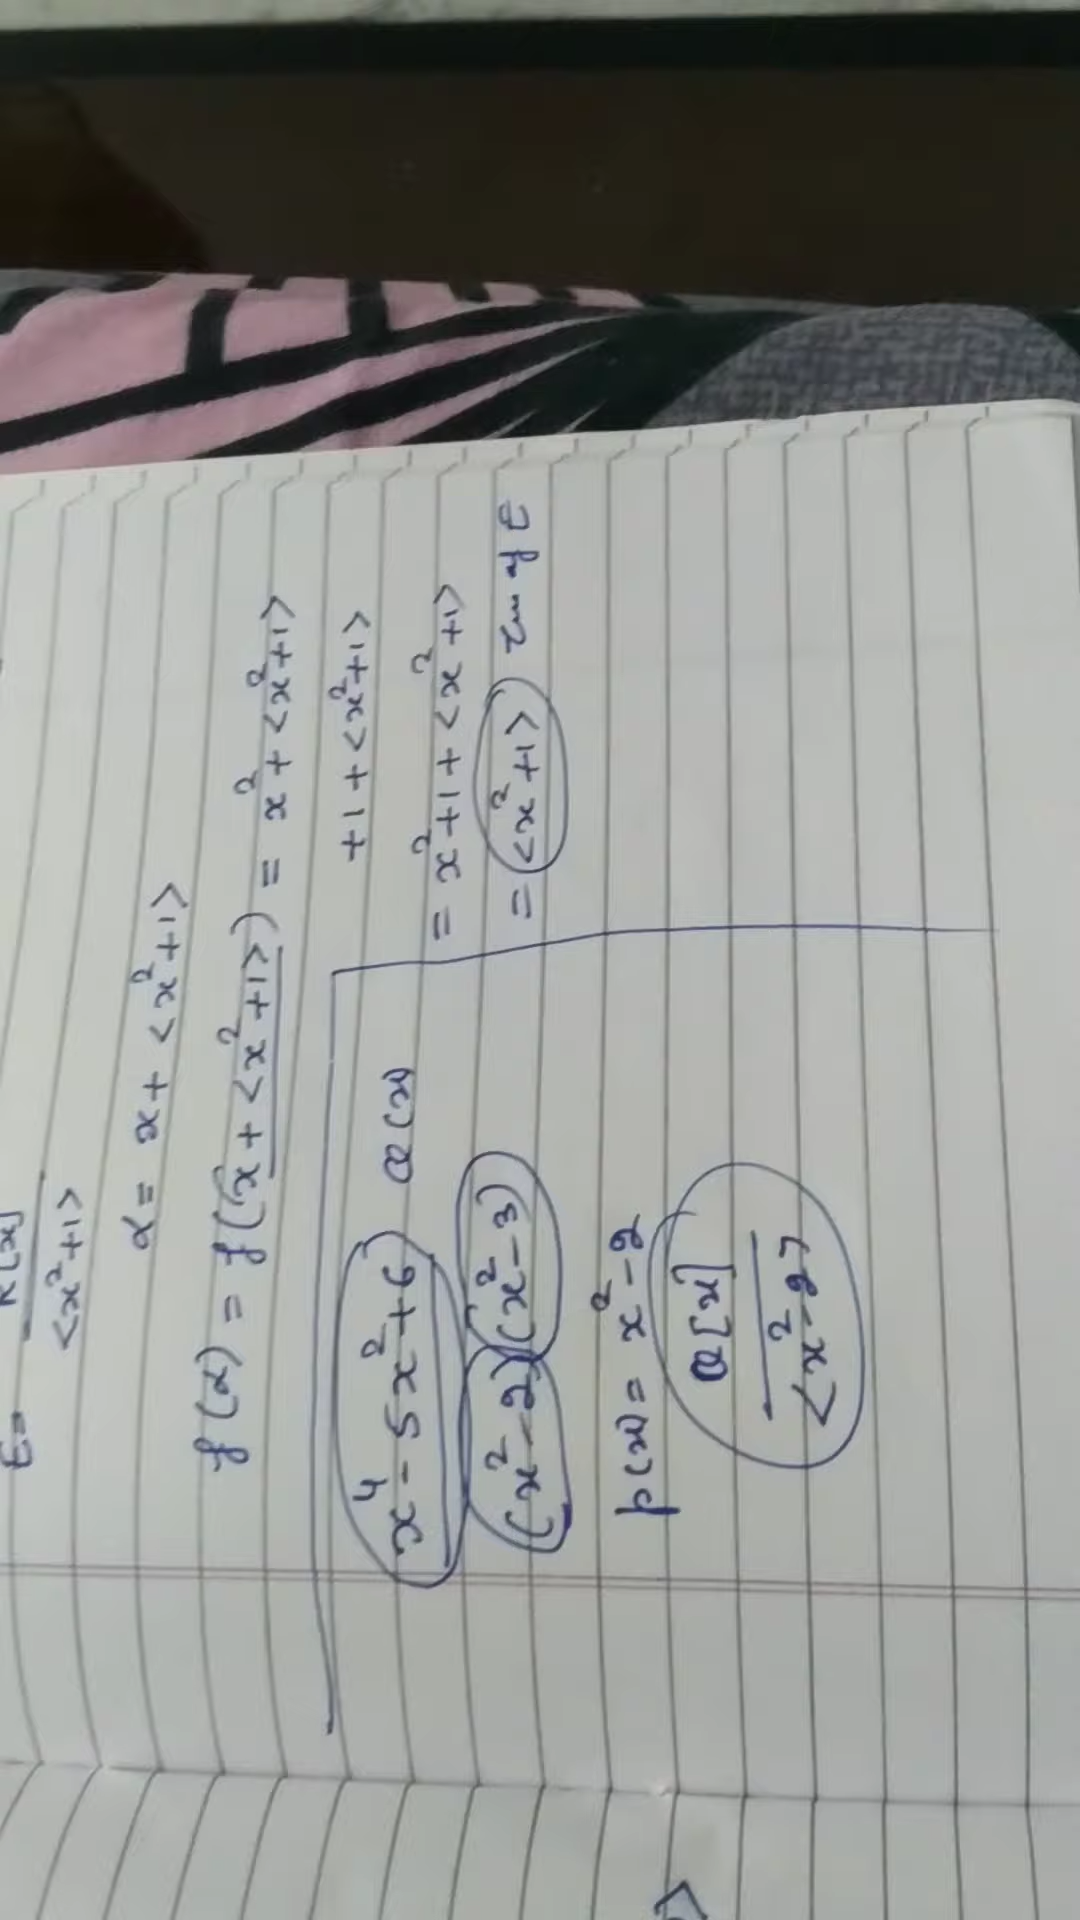 E = R[x]
<x²+1>
α = x + <x²+1>
f(α) = f(x + <x²+1>) = x² + <x²+1>
+1 + <x²+1>
= x²+1 + <x²+1>
= <x²+1> Zero of E
x⁴ - 5x² + 6 Q(x)
(x²-2)(x²-3)
p(x) = x²-2
Q[x]
<x²-2>